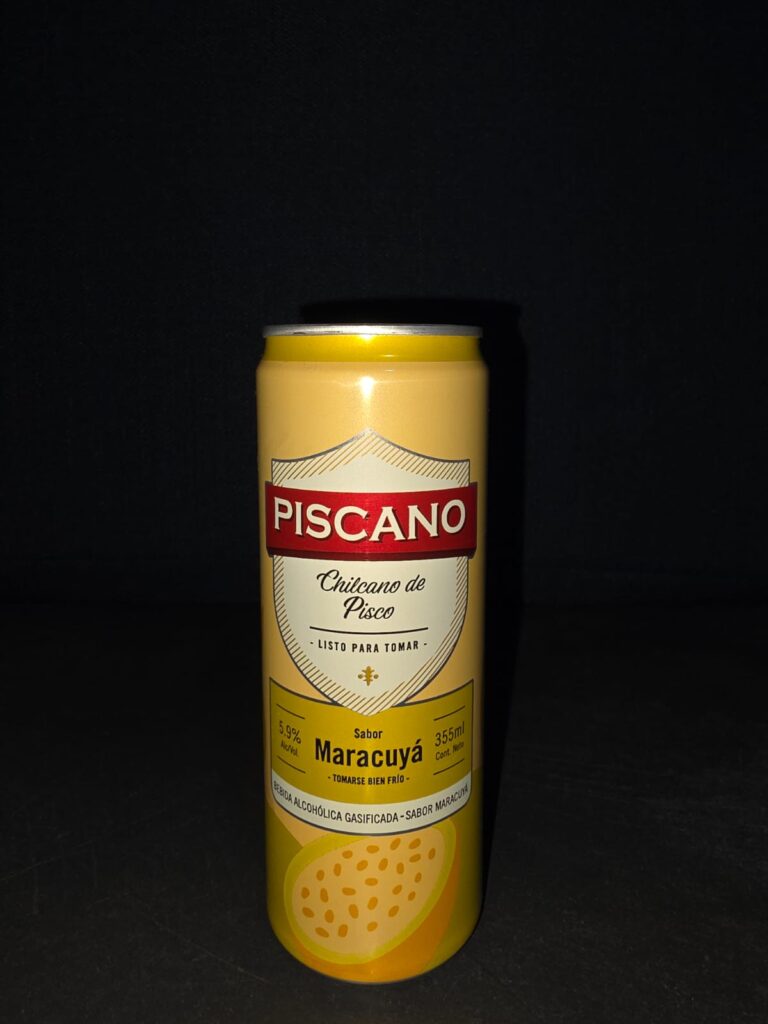 PISCANO
Chilcano de
Pisco
- LISTO PARA TOMAR -
5.9%
Alc/Vol.
Sabor
Maracuyá
- TOMARSE BIEN FRÍO -
355ml
Cont. Neto
BEBIDA ALCOHÓLICA GASIFICADA - SABOR MARACUYÁ